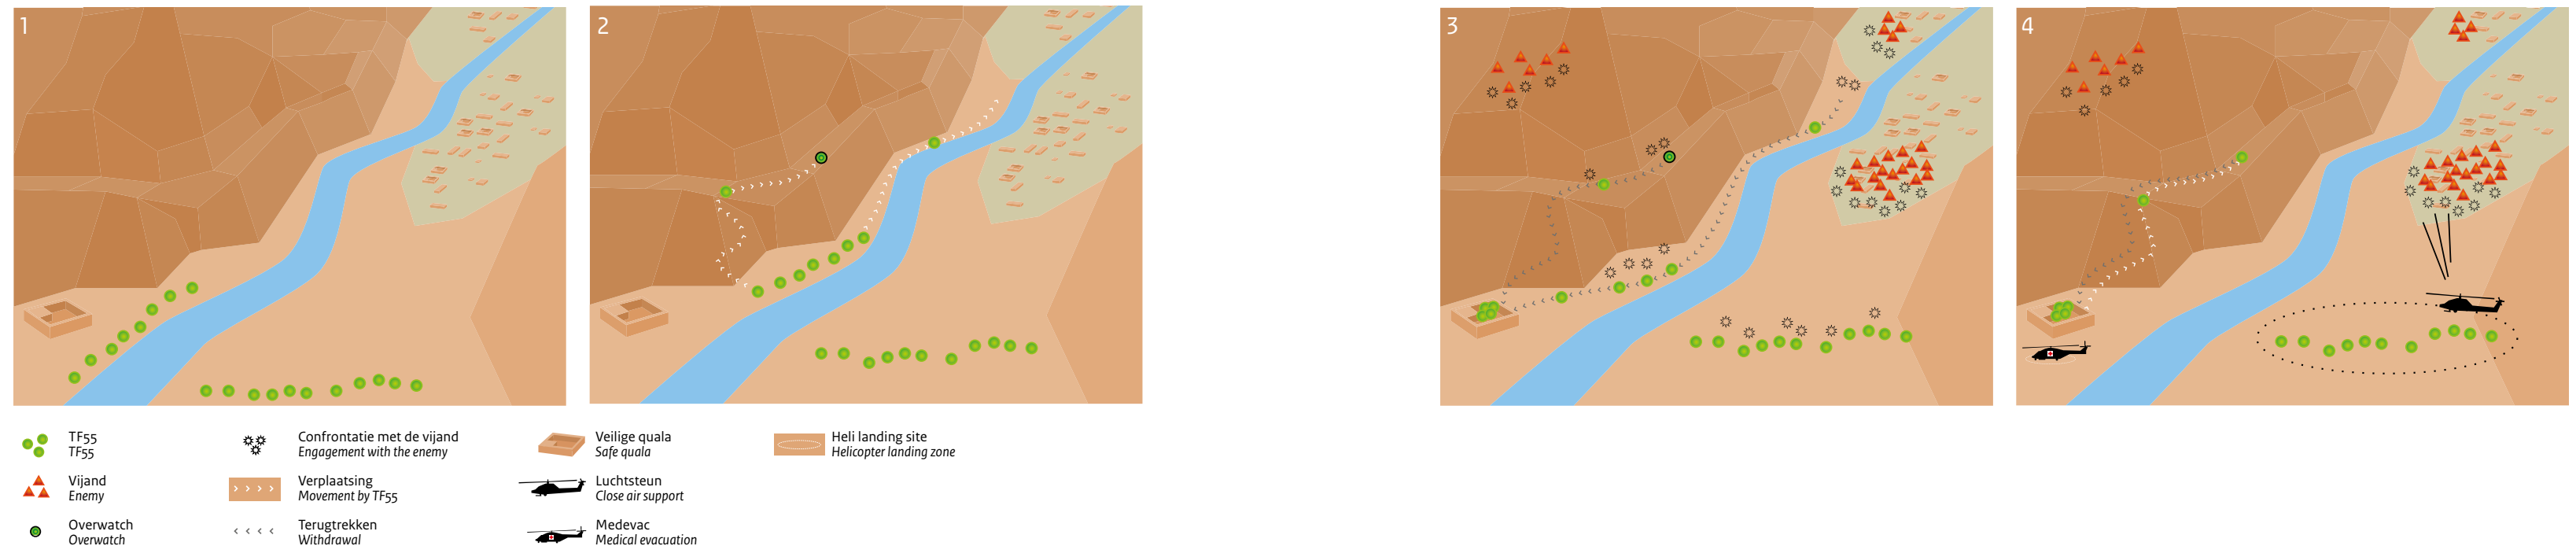 1
2
3
4
TF55
TF55
Vijand
Enemy
Overwatch
Overwatch
Confrontatie met de vijand
Engagement with the enemy
Verplaatsing
Movement by TF55
Terugtrekken
Withdrawal
Veilige quala
Safe quala
Luchtsteun
Close air support
Medevac
Medical evacuation
Heli landing site
Helicopter landing zone